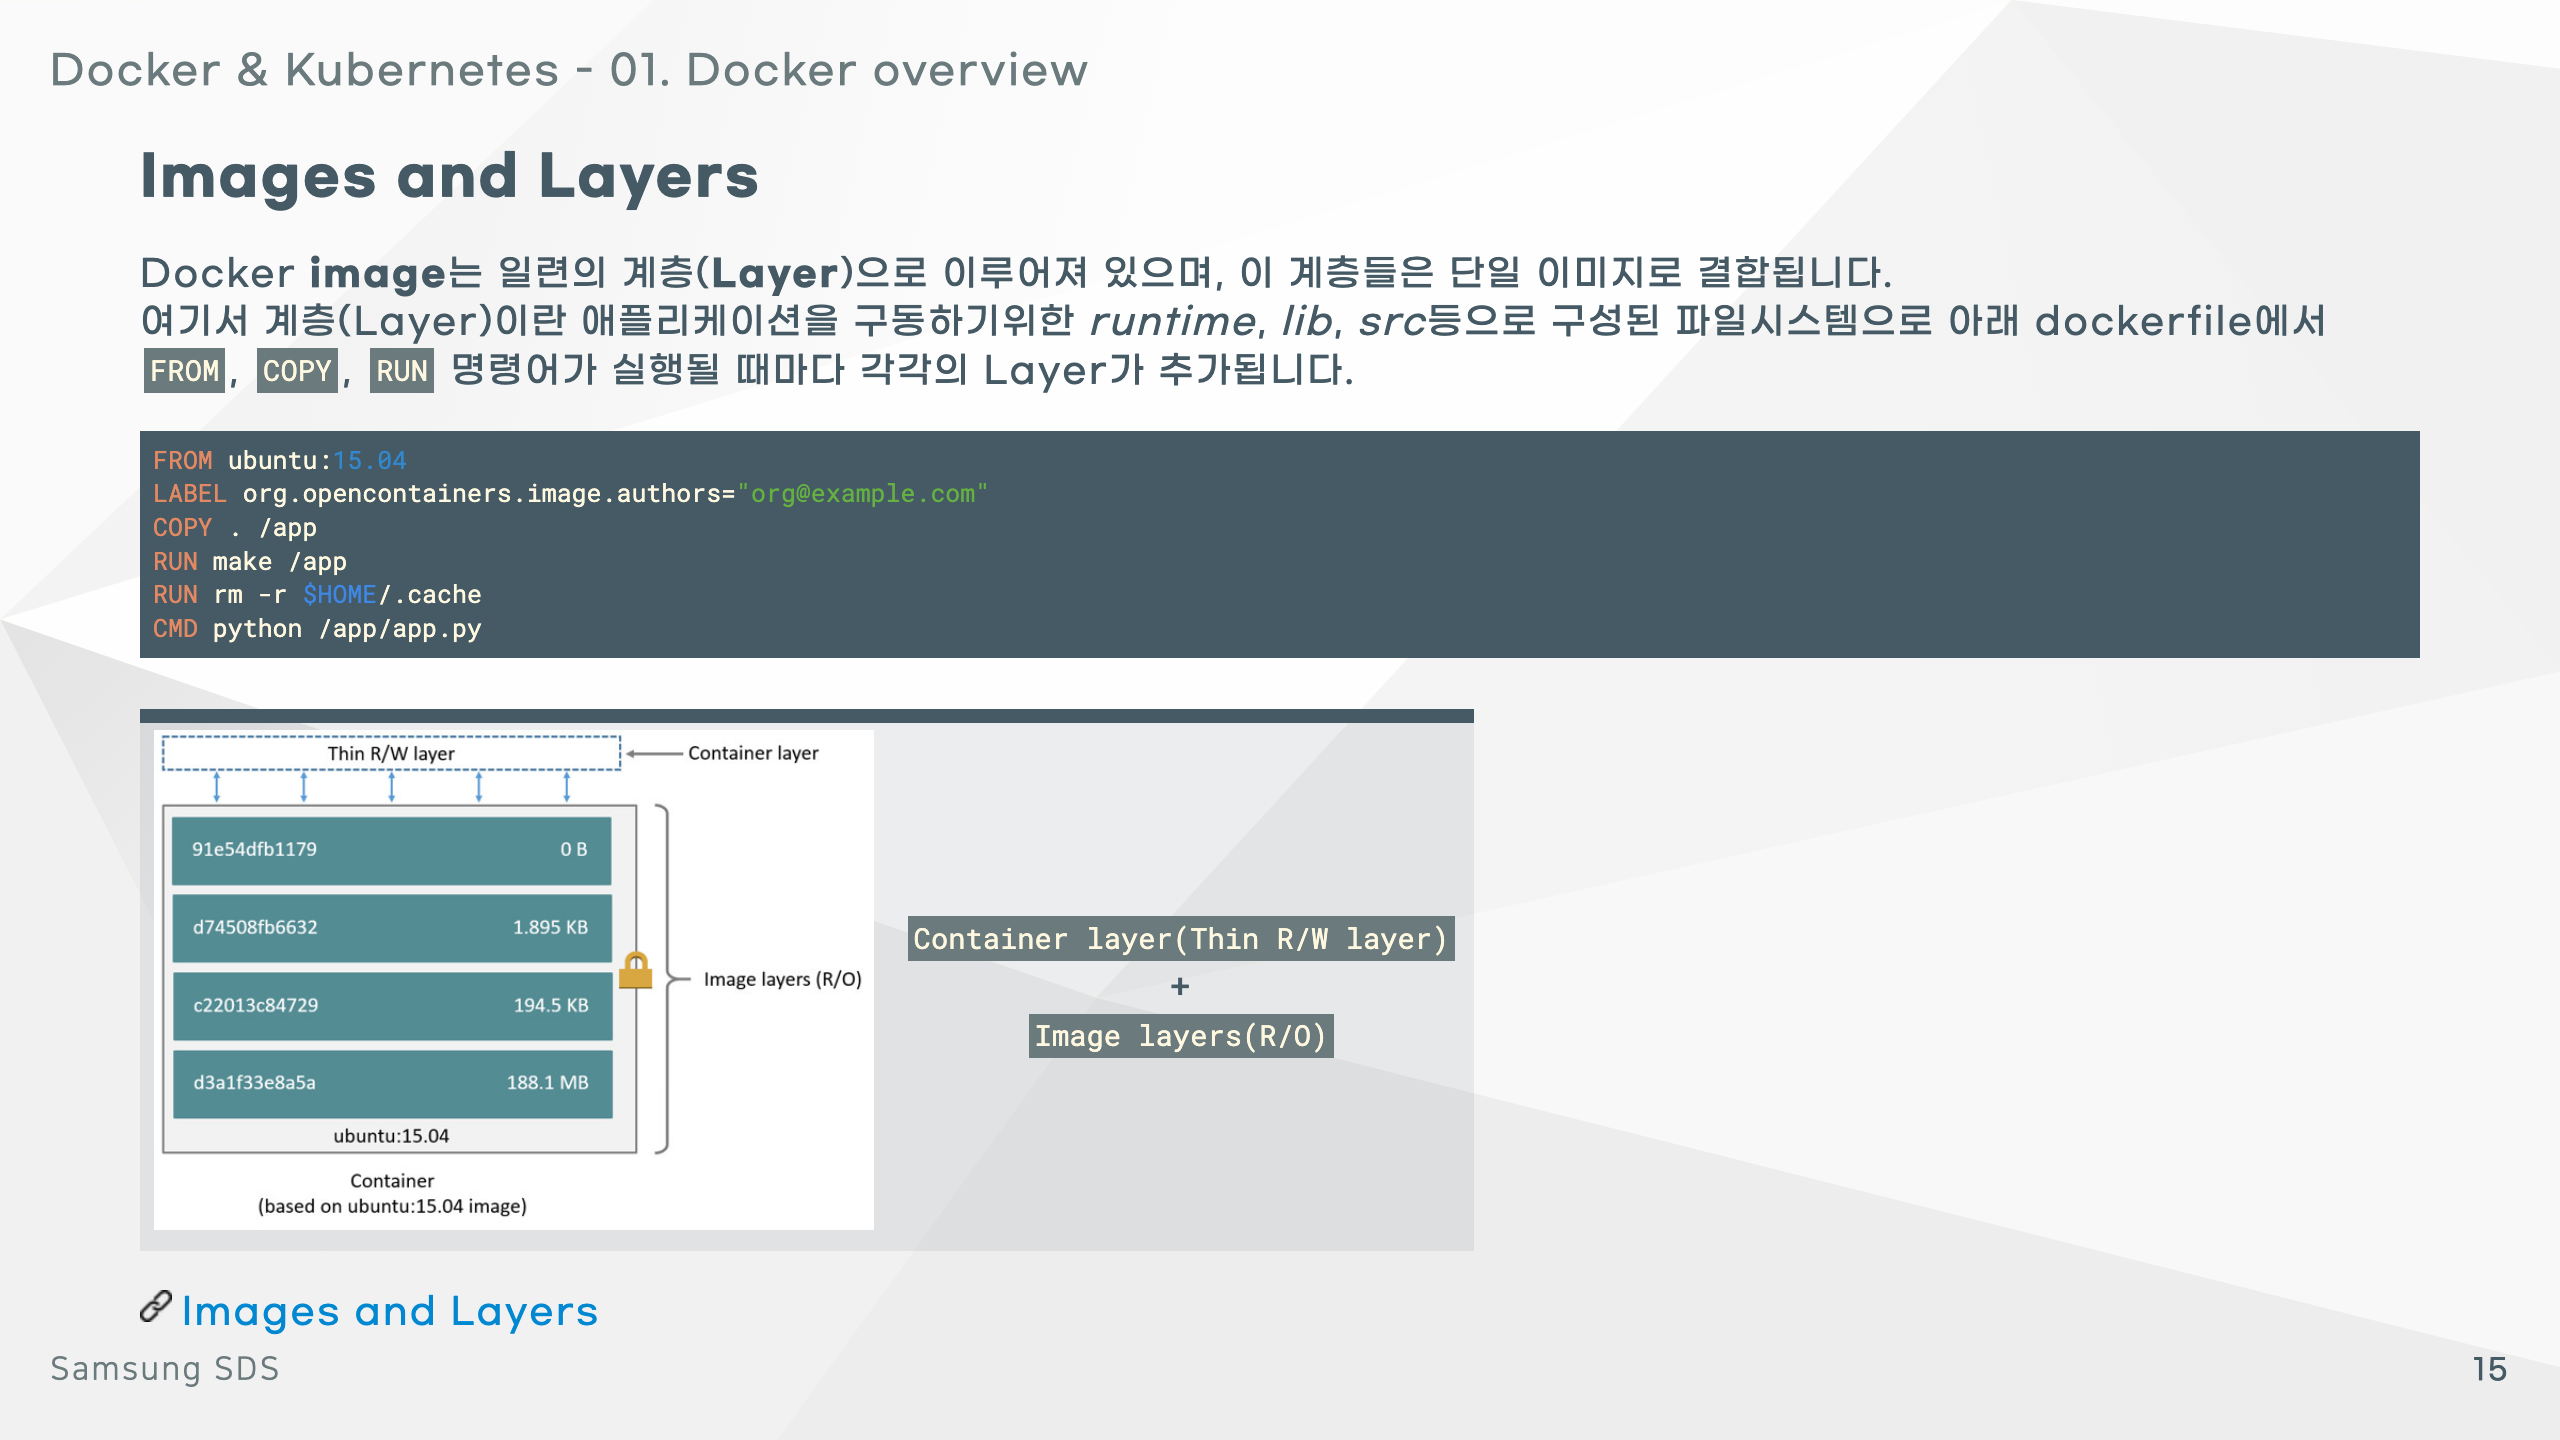 Docker & Kubernetes - 01. Docker overview
Images and Layers
Docker image는 일련의 계층(Layer)으로 이루어져 있으며, 이 계층들은 단일 이미지로 결합됩니다.
여기서 계층(Layer)이란 애플리케이션을 구동하기위한 runtime, lib, src등으로 구성된 파일시스템으로 아래 dockerfile에서
FROM, COPY, RUN 명령어가 실행될 때마다 각각의 Layer가 추가됩니다.
FROM ubuntu:15.04
LABEL org.opencontainers.image.authors="org@example.com"
COPY . /app
RUN make /app
RUN rm -r $HOME/.cache
CMD python /app/app.py
Thin R/W layer
Container layer
91e54dfb1179 0 B
d74508fb6632 1.895 KB
c22013c84729 194.5 KB
d3a1f33e8a5a 188.1 MB
ubuntu:15.04
Image layers (R/O)
Container
(based on ubuntu:15.04 image)
Container layer(Thin R/W layer)
+
Image layers(R/O)
Images and Layers
Samsung SDS
15